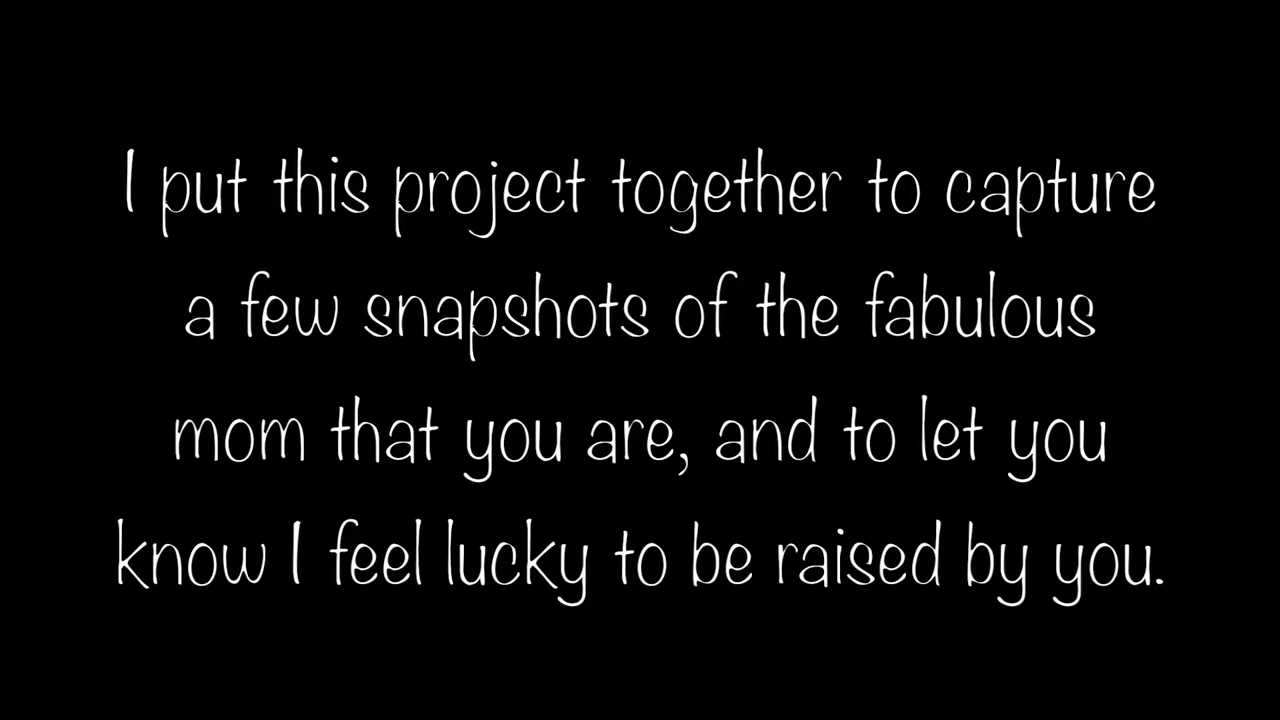 I put this project together to capture
a few snapshots of the fabulous
mom that you are, and to let you
know I feel lucky to be raised by you.